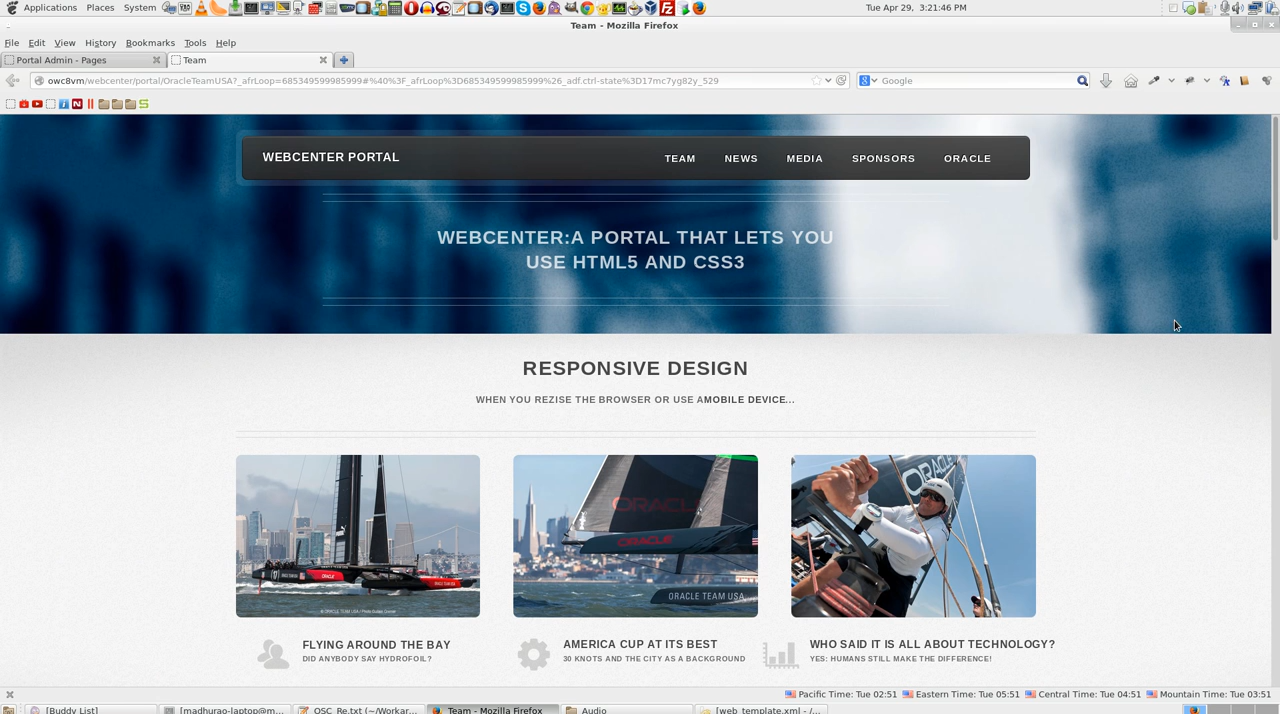 Applications Places System
Tue Apr 29, 3:21:46 PM
Team - Mozilla Firefox
File Edit View History Bookmarks Tools Help
Portal Admin - Pages
Team
owc8vm/webcenter/portal/OracleTeamUSA?_afrLoop=685349599985999#%40%3F_afrLoop%3D685349599985999%26_adf.ctrl-state%3D17mc7yg82y_529
Google
WEBCENTER PORTAL
TEAM NEWS MEDIA SPONSORS ORACLE
WEBCENTER:A PORTAL THAT LETS YOU
USE HTML5 AND CSS3
RESPONSIVE DESIGN
WHEN YOU REZISE THE BROWSER OR USE AMOBILE DEVICE...
ORACLE
ORACLE
ORACLE
ORACLE TEAM USA
ORACLE
FLYING AROUND THE BAY
DID ANYBODY SAY HYDROFOIL?
AMERICA CUP AT ITS BEST
30 KNOTS AND THE CITY AS A BACKGROUND
WHO SAID IT IS ALL ABOUT TECHNOLOGY?
YES: HUMANS STILL MAKE THE DIFFERENCE!
Pacific Time: Tue 02:51 Eastern Time: Tue 05:51 Central Time: Tue 04:51 Mountain Time: Tue 03:51
[Buddy List]
[madhurao-laptop@m...
OSC_Re.txt (~/Workar...
Team - Mozilla Firefox
Audio
[web_template.xml - /...